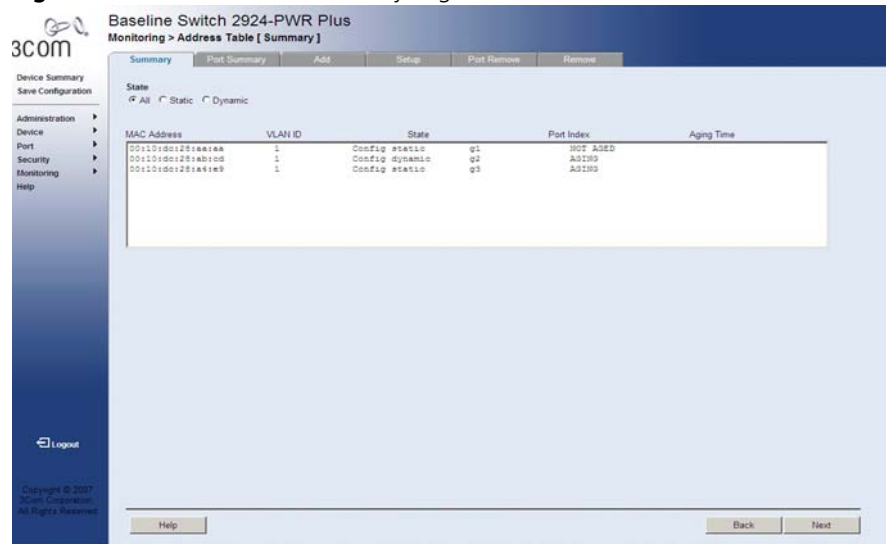 3COM
Baseline Switch 2924-PWR Plus
Monitoring > Address Table [ Summary ]
Summary Port Summary Add Setup Port Remove Remove
Device Summary
Save Configuration
Administration
Device
Port
Security
Monitoring
Help
State
All Static Dynamic
MAC Address VLAN ID State Port Index Aging Time
00:10:dc:28:aa:aa 1 Config static g1 NOT AGED
00:10:dc:28:ab:cd 1 Config dynamic g2 AGING
00:10:dc:28:a4:e9 1 Config static g3 AGING
Logout
Copyright © 2007
3Com Corporation.
All Rights Reserved.
Help Back Next